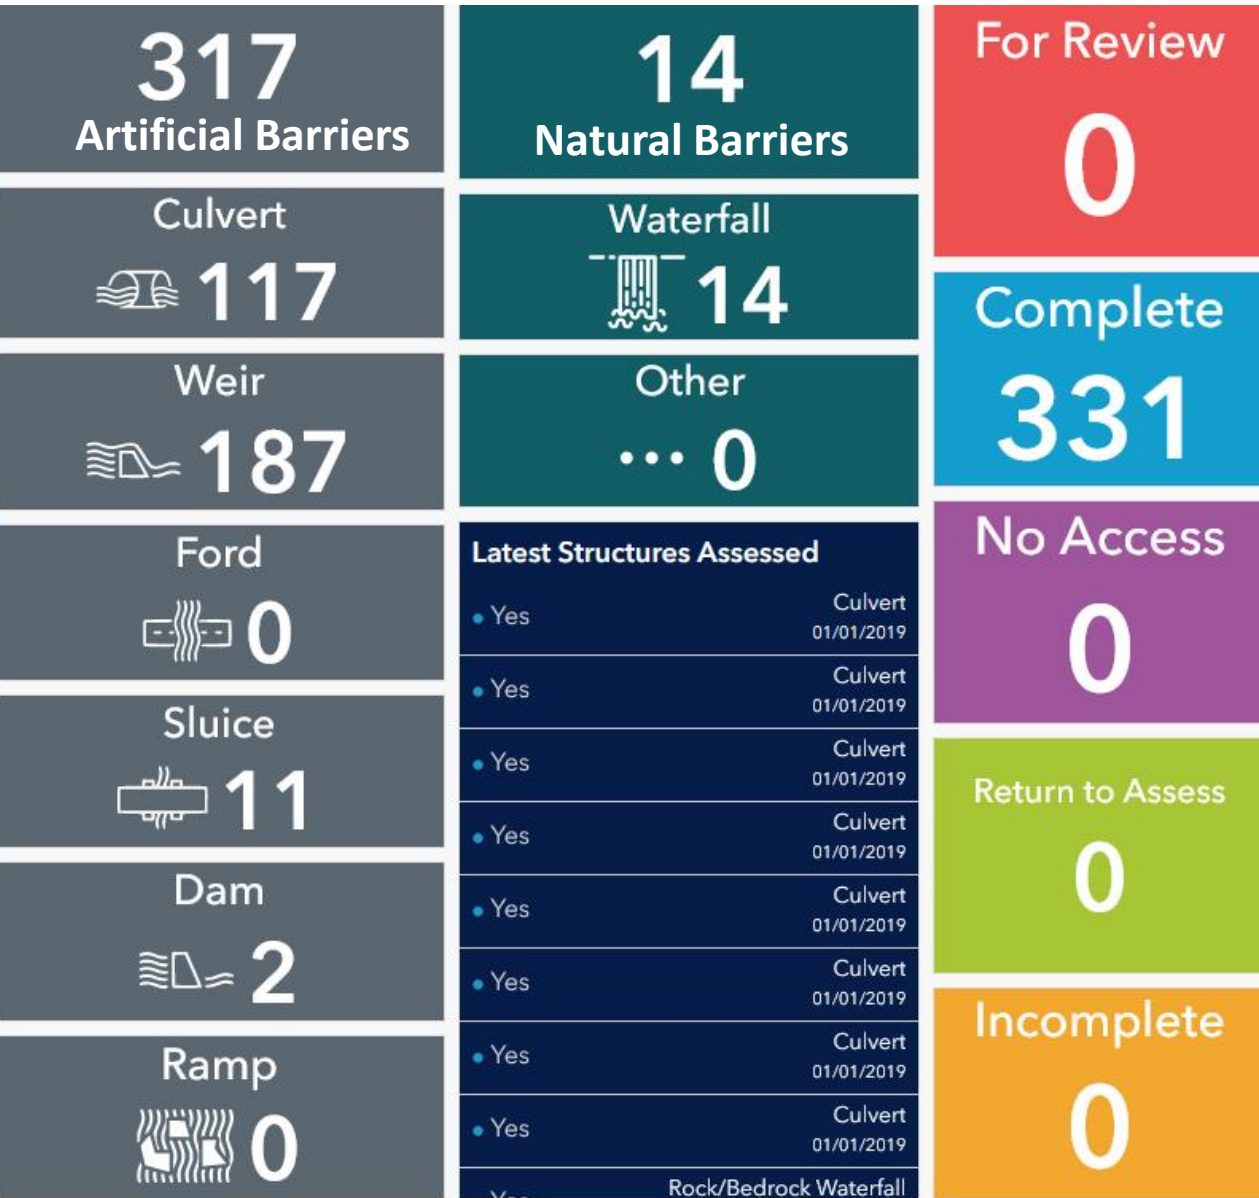 317
Artificial Barriers
Culvert
117
Weir
187
Ford
0
Sluice
11
Dam
2
Ramp
0
14
Natural Barriers
Waterfall
14
Other
... 0
Latest Structures Assessed
Yes
Culvert
01/01/2019
Yes
Culvert
01/01/2019
Yes
Culvert
01/01/2019
Yes
Culvert
01/01/2019
Yes
Culvert
01/01/2019
Yes
Culvert
01/01/2019
Yes
Culvert
01/01/2019
Yes
Culvert
01/01/2019
Yes
Rock/Bedrock Waterfall
For Review
0
Complete
331
No Access
0
Return to Assess
0
Incomplete
0